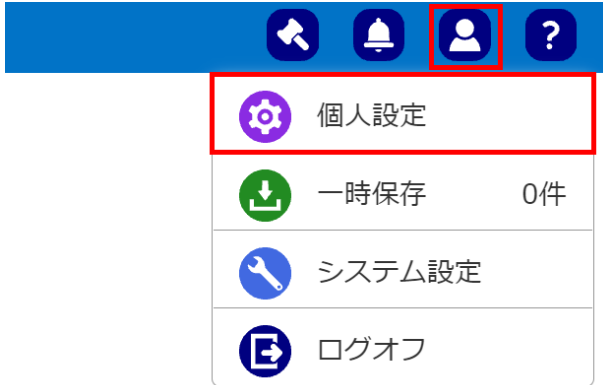 ?
個人設定
一時保存 0件
システム設定
ログオフ